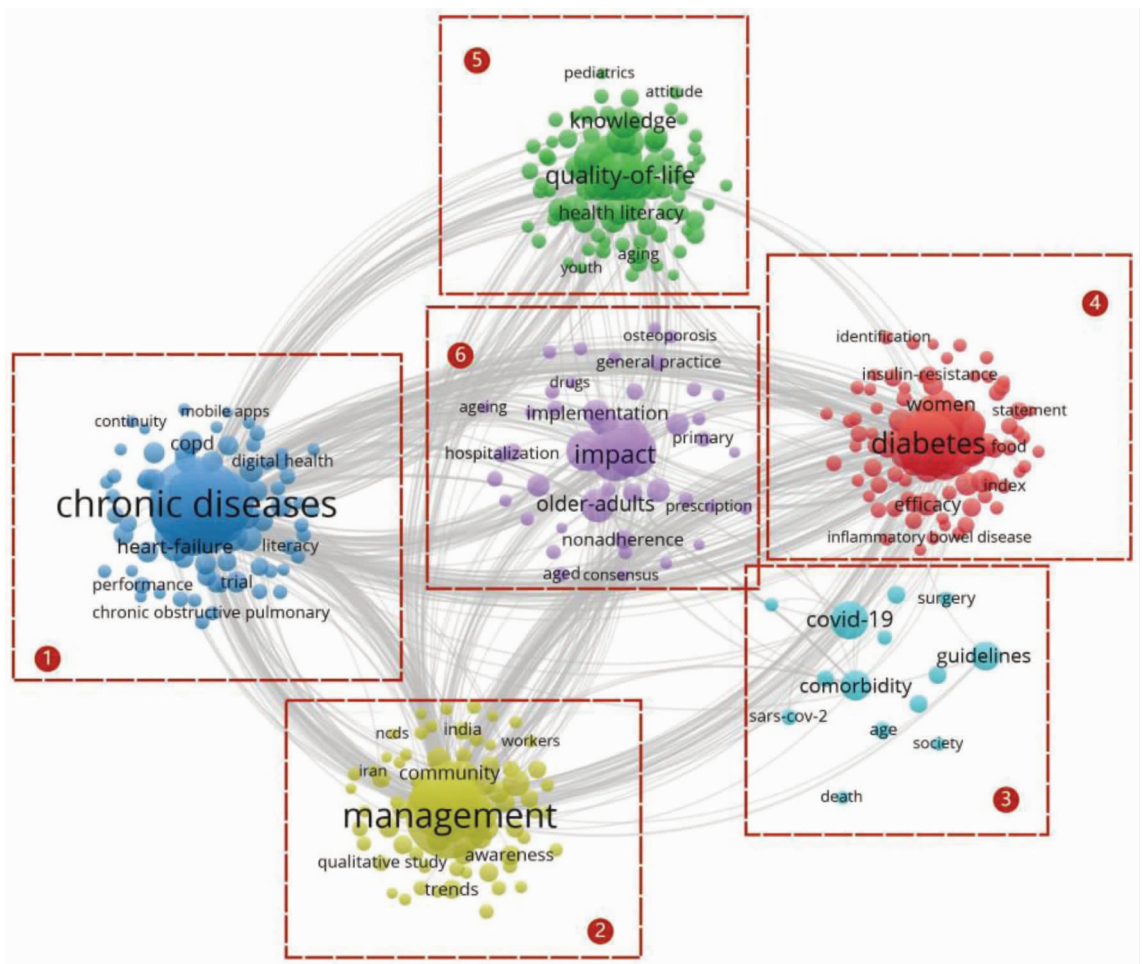 5
pediatrics
attitude
knowledge
quality-of-life
health literacy
aging
youth
4
identification
insulin-resistance
women
statement
diabetes
food
index
efficacy
inflammatory bowel disease
6
osteoporosis
general practice
drugs
ageing
implementation
primary
hospitalization
impact
older-adults
prescription
nonadherence
aged
consensus
continuity
mobile apps
copd
digital health
chronic diseases
heart-failure
literacy
performance
trial
chronic obstructive pulmonary
1
covid-19
surgery
guidelines
comorbidity
sars-cov-2
age
society
death
3
ncds
india
workers
iran
community
management
qualitative study
awareness
trends
2